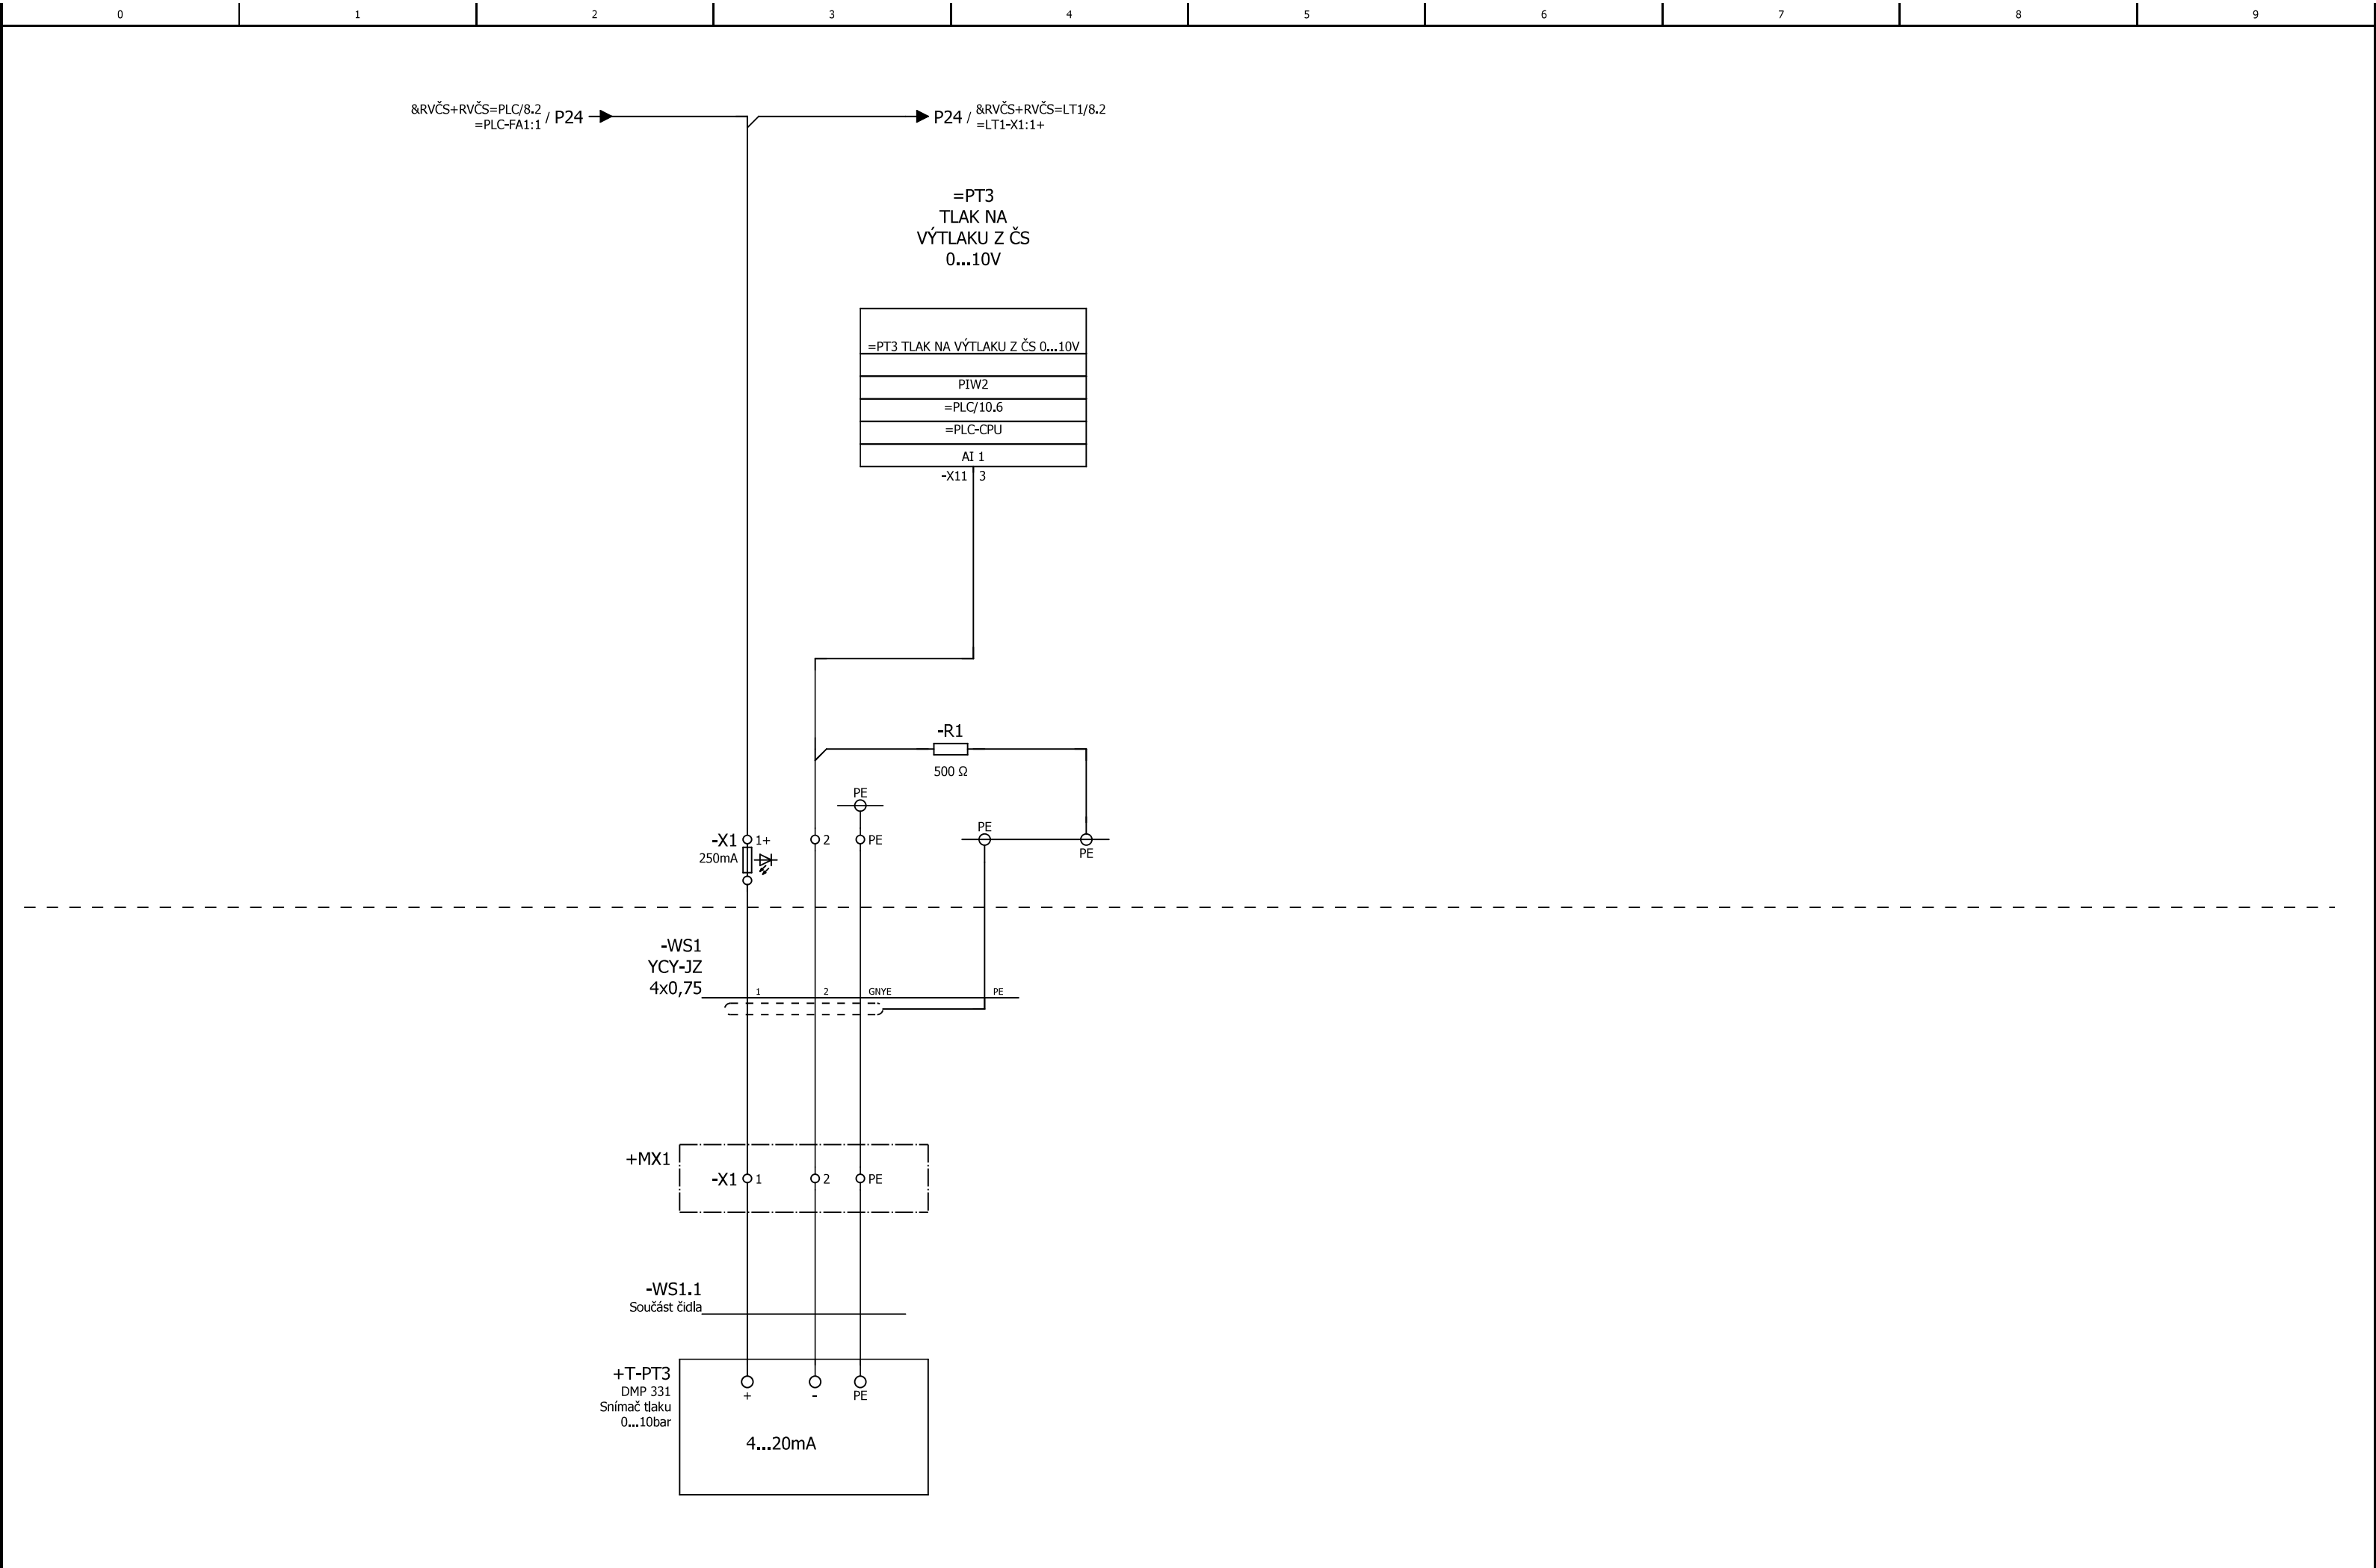 0 1 2 3 4 5 6 7 8 9
&RVČS+RVČS=PLC/8.2
=PLC-FA1:1
/ P24
P24 /
&RVČS+RVČS=LT1/8.2
=LT1-X1:1+
=PT3
TLAK NA
VÝTLAKU Z ČS
0...10V
=PT3 TLAK NA VÝTLAKU Z ČS 0...10V
PIW2
=PLC/10.6
=PLC-CPU
AI 1
-X11 3
-R1
500 Ω
PE
PE
-X1 1+ 2 PE
250mA
PE
-WS1
YCY-JZ
4x0,75
1 2 GNYE PE
+MX1
-X1 1 2 PE
-WS1.1
Součást čidla
+T-PT3
DMP 331
Snímač tlaku
0...10bar
+ - PE
4...20mA